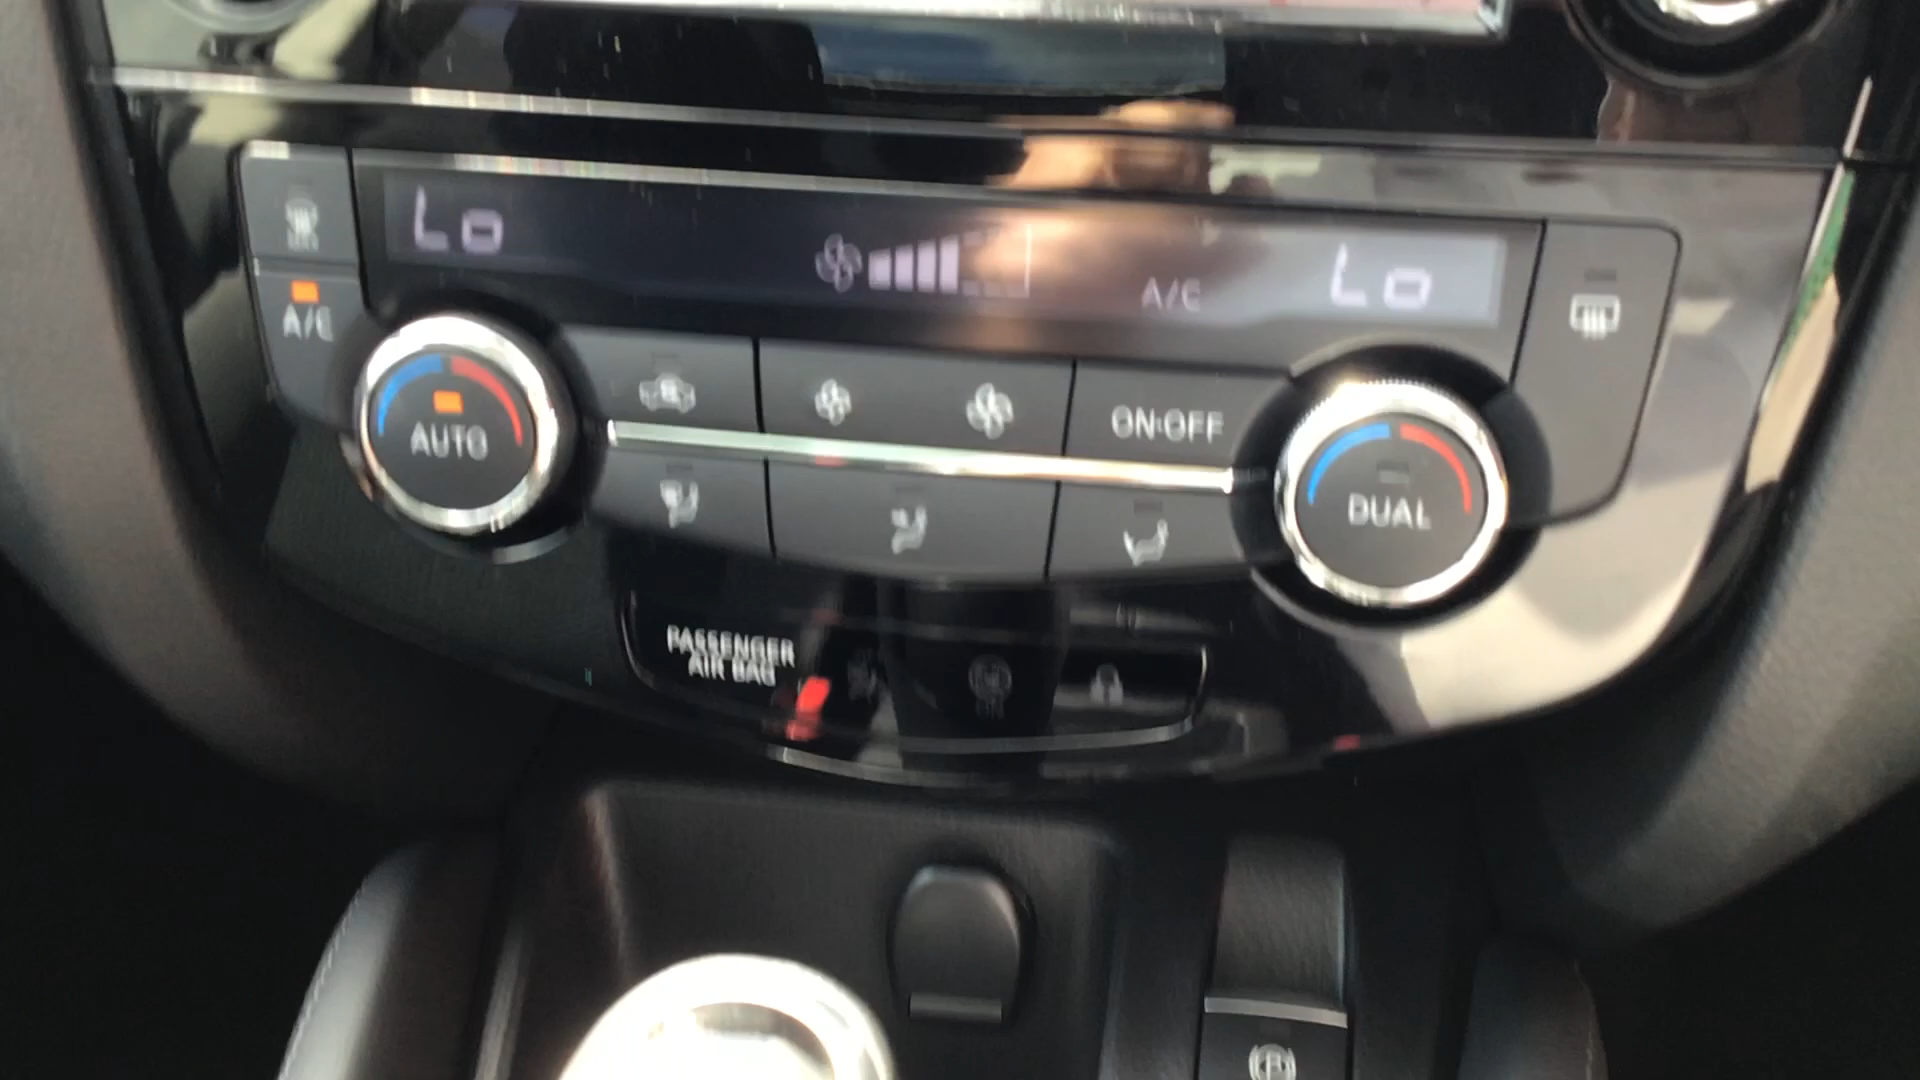 Lo
A/C
Lo
A/C
AUTO
ON·OFF
DUAL
PASSENGER
AIR BAG